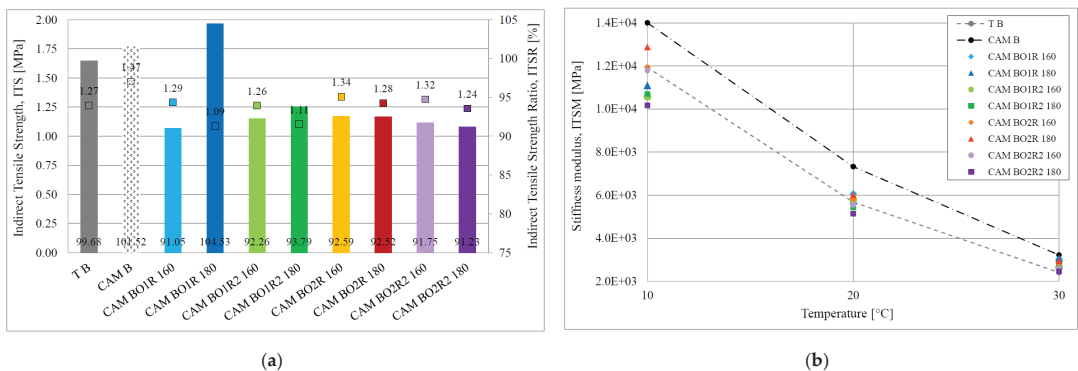 2.00
1.75
1.50
1.25
1.00
0.75
0.50
0.25
0.00
Indirect Tensile Strength, ITS [MPa]
105
100
95
90
85
80
75
Indirect Tensile Strength Ratio, ITSR [%]
1.27
1.47
1.29
1.09
1.26
1.11
1.34
1.28
1.32
1.24
99.68
101.52
91.05
104.53
92.26
93.79
92.59
92.52
91.75
91.23
T B
CAM B
CAM BO1R 160
CAM BO1R 180
CAM BO1R2 160
CAM BO1R2 180
CAM BO2R 160
CAM BO2R 180
CAM BO2R2 160
CAM BO2R2 180
(a)
1.4E+04
1.2E+04
1.0E+04
8.0E+03
6.0E+03
4.0E+03
2.0E+03
Stiffness modulus, ITSM [MPa]
10
20
30
Temperature [°C]
T B
CAM B
CAM BO1R 160
CAM BO1R 180
CAM BO1R2 160
CAM BO1R2 180
CAM BO2R 160
CAM BO2R 180
CAM BO2R2 160
CAM BO2R2 180
(b)